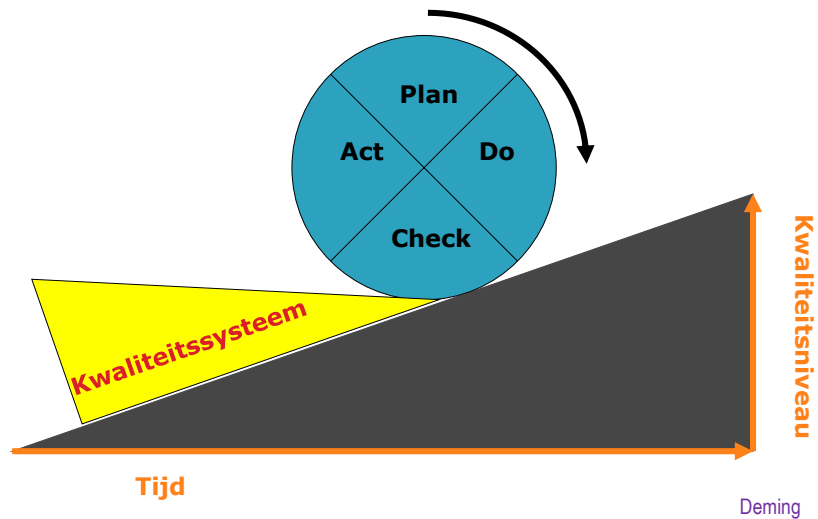 Plan
Act
Do
Check
Kwaliteitssysteem
Kwaliteitsniveau
Tijd
Deming